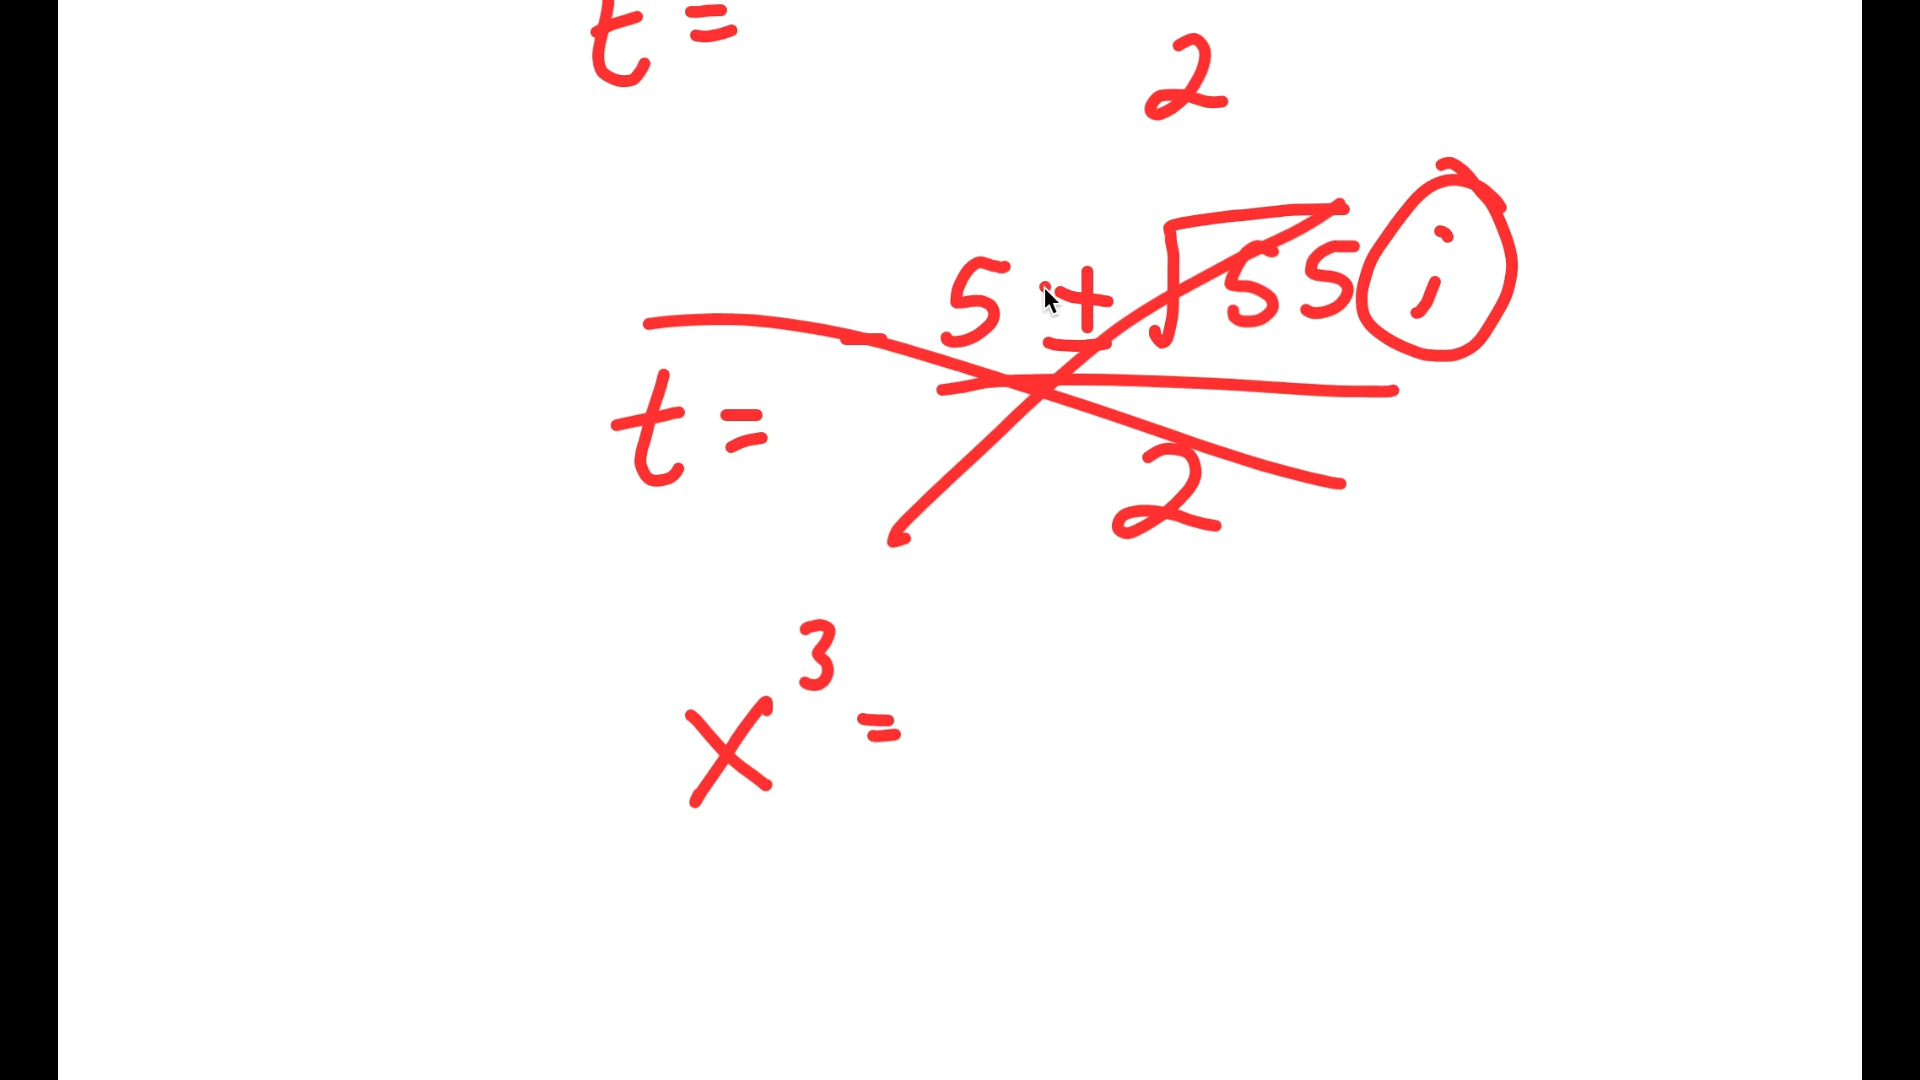 t =
2
t = -5 ± √55 i
2
x³ =